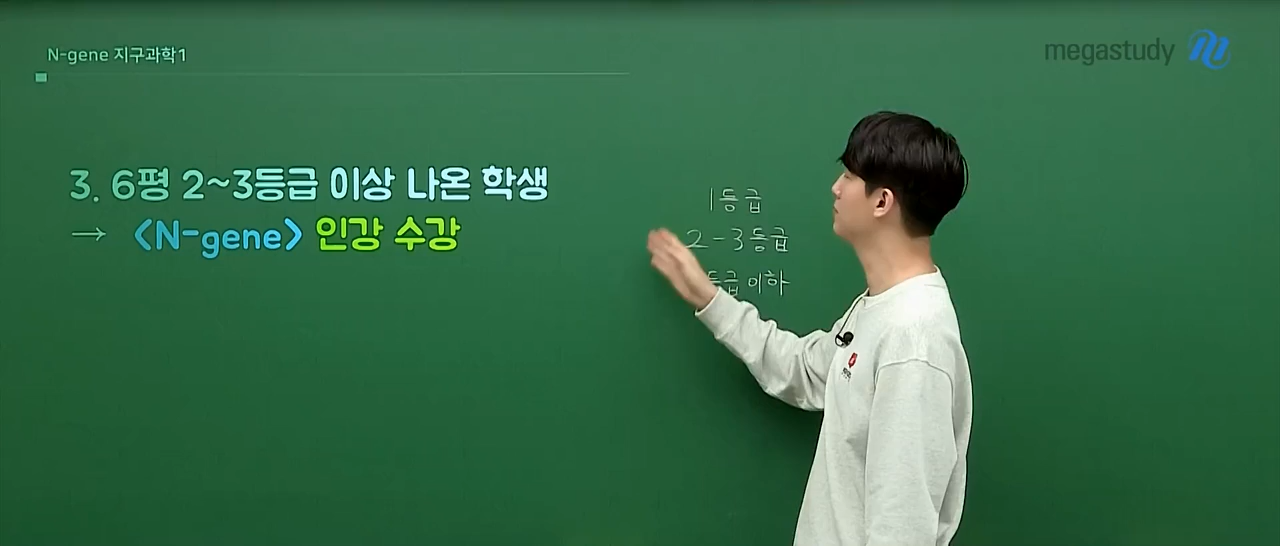 N-gene 지구과학1
megastudy
3. 6평 2~3등급 이상 나온 학생
→ <N-gene> 인강 수강
1등급
2-3등급
등급 이하